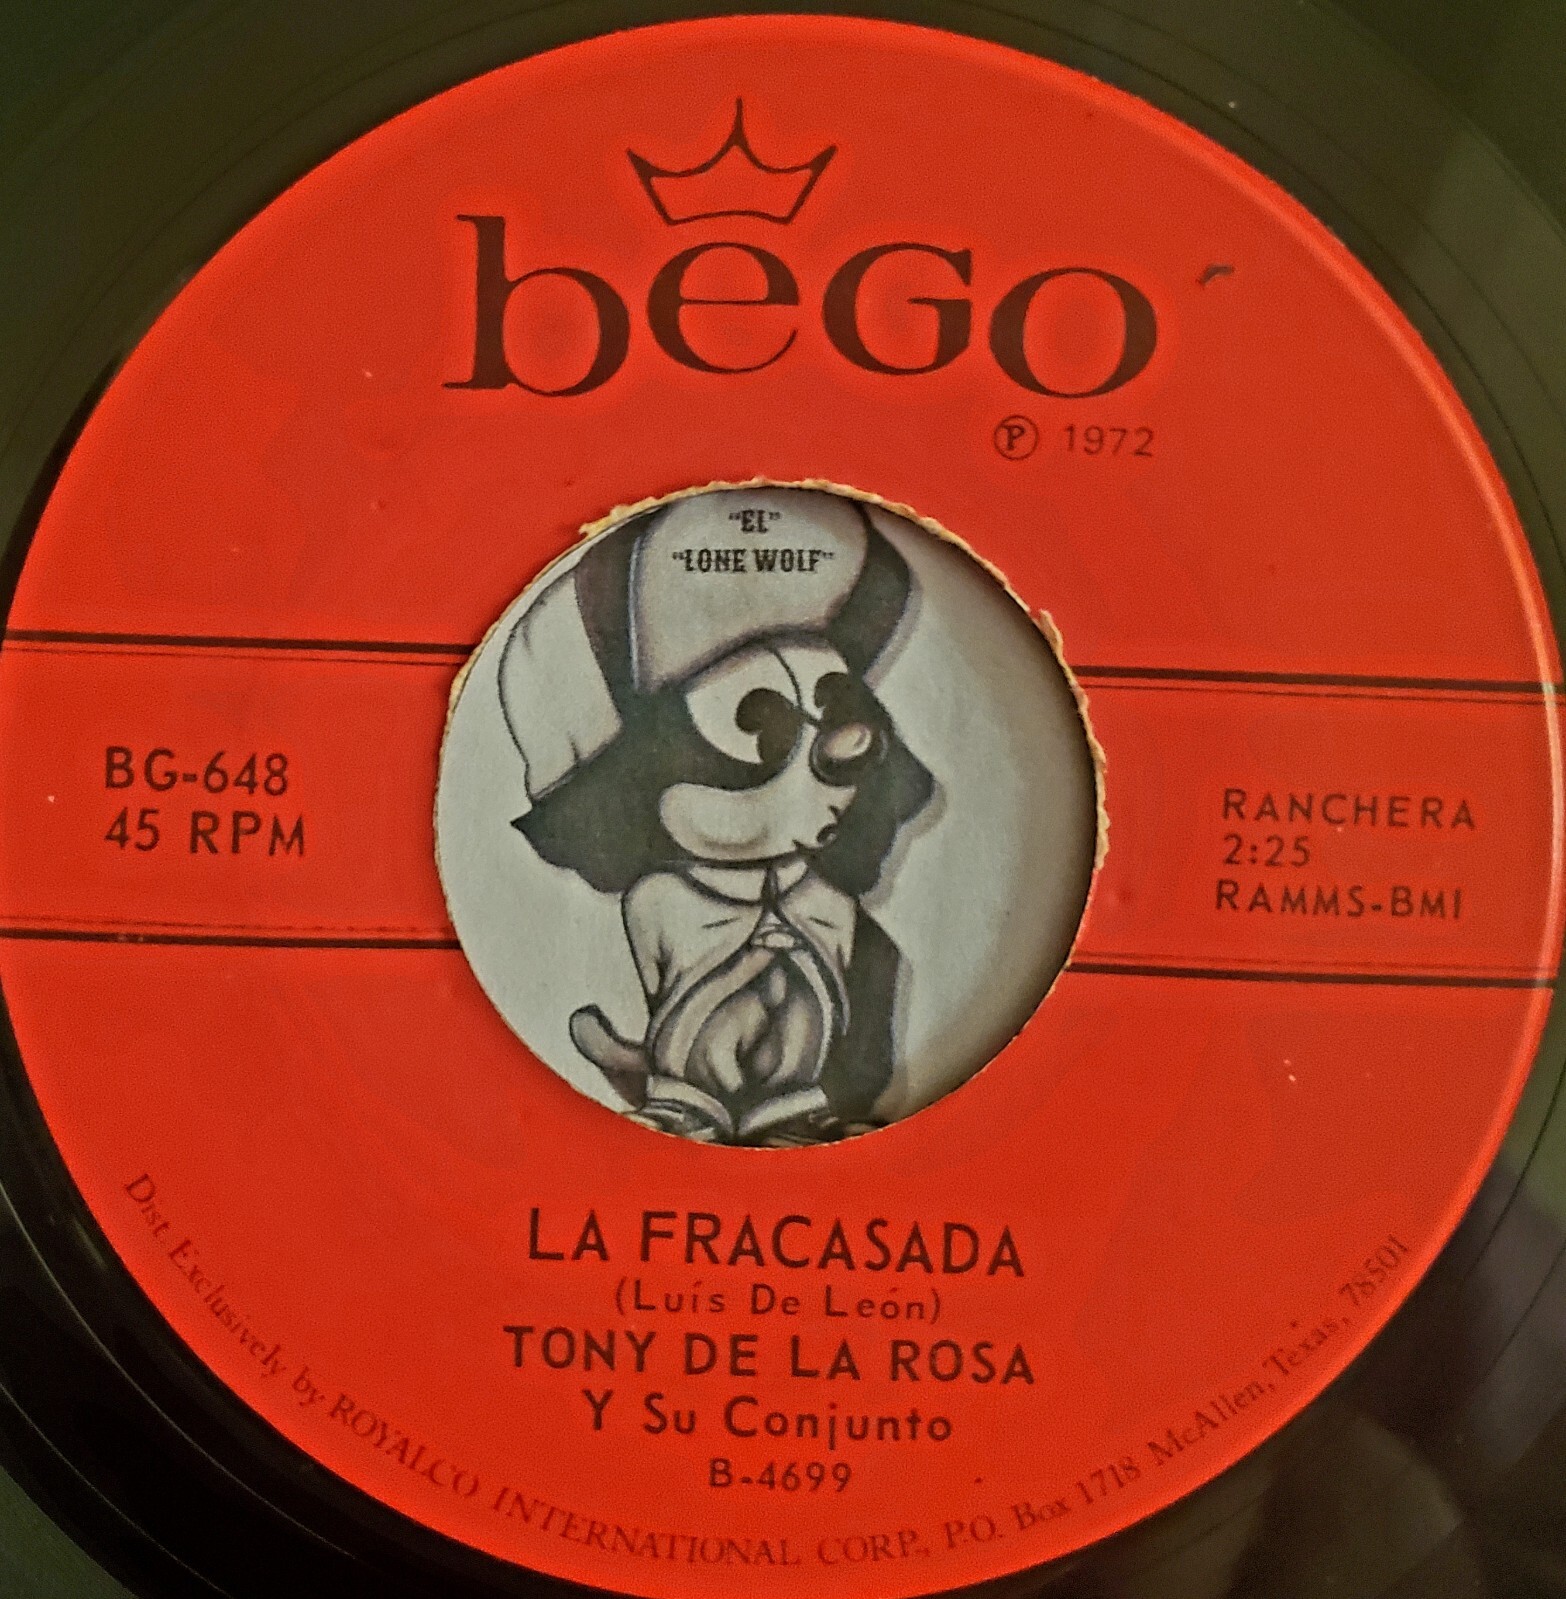 beGO
℗ 1972
"EL"
"LONE WOLF"
BG-648
45 RPM
RANCHERA
2:25
RAMMS-BMI
LA FRACASADA
(Luís De León)
TONY DE LA ROSA
Y Su Conjunto
B-4699
Dist. Exclusively by ROYALCO INTERNATIONAL CORP., P.O. Box 1718 McAllen, Texas, 78501